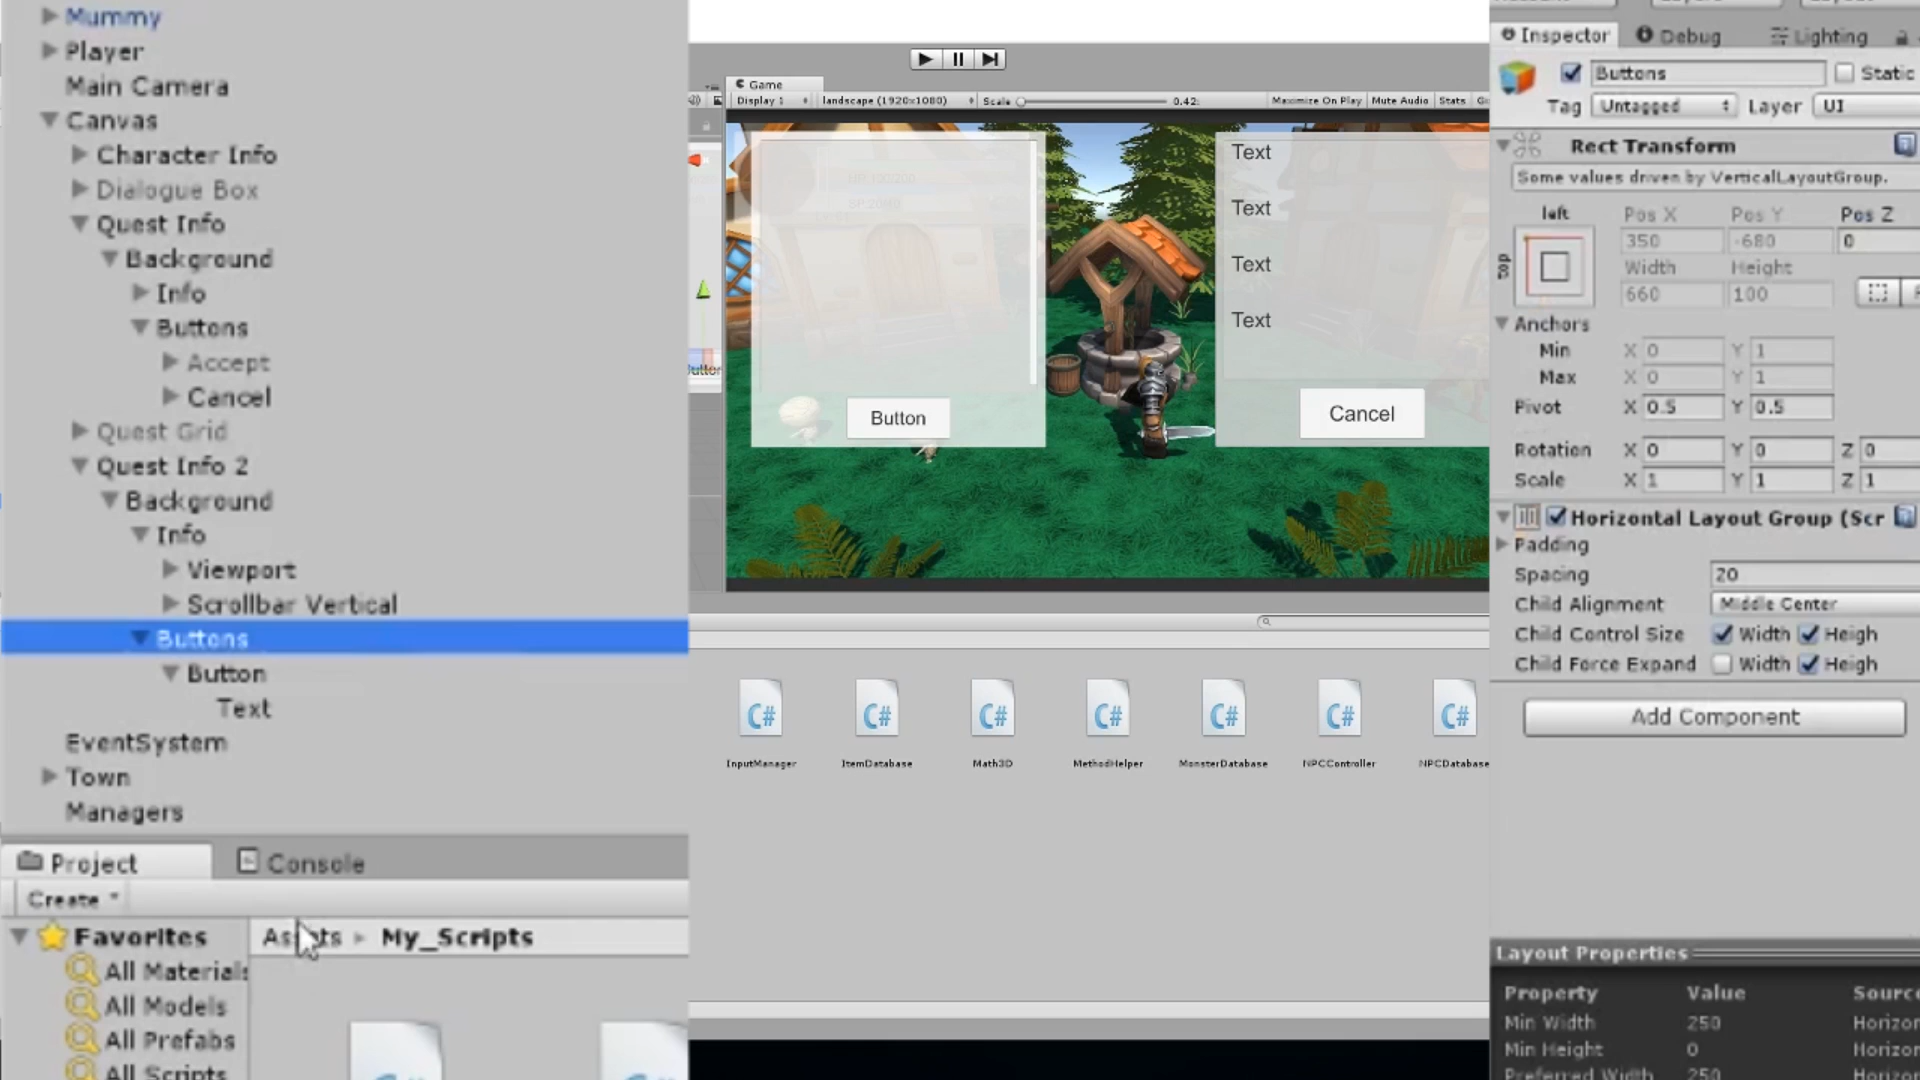 Mummy
Player
Main Camera
Canvas
Character Info
Dialogue Box
Quest Info
Background
Info
Buttons
Accept
Cancel
Quest Grid
Quest Info 2
Background
Info
Viewport
Scrollbar Vertical
Buttons
Button
Text
EventSystem
Town
Managers
Project
Console
Create
Favorites
All Materials
All Models
All Prefabs
All Scripts
My_Scripts
Game
Display 1
landscape (1920x1080)
Scale
0.42:
Maximize On Play
Mute Audio
Stats
Button
Text
Text
Text
Text
Cancel
InputManager
ItemDatabase
Math3D
MethodHelper
MonsterDatabase
NPCController
NPCDatabase
Inspector
Debug
Lighting
Buttons
Static
Tag
Untagged
Layer
UI
Rect Transform
Some values driven by VerticalLayoutGroup.
left
top
Pos X
Pos Y
Pos Z
350
-680
0
Width
Height
660
100
Anchors
Min
X 0
Y 1
Max
X 0
Y 1
Pivot
X 0.5
Y 0.5
Rotation
X 0
Y 0
Z 0
Scale
X 1
Y 1
Z 1
Horizontal Layout Group (Scr
Padding
Spacing
20
Child Alignment
Middle Center
Child Control Size
Width
Heigh
Child Force Expand
Width
Heigh
Add Component
Layout Properties
Property
Value
Source
Min Width
250
Horizor
Min Height
0
Horizor
Preferred Width
250